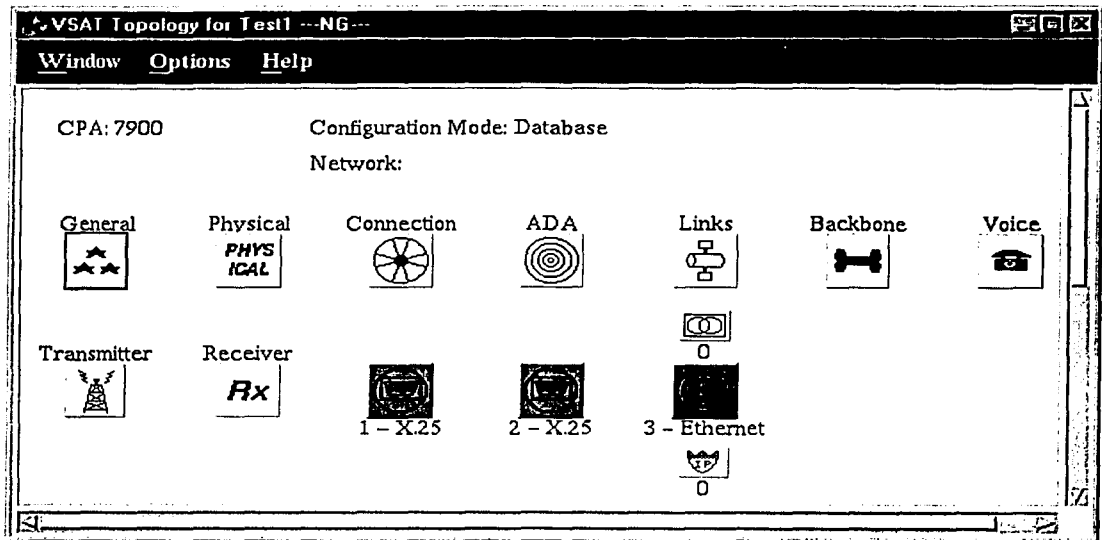 VSAT Topology for Test1 ---NG---
Window Options Help
CPA: 7900 Configuration Mode: Database
Network:
General Physical Connection ADA Links Backbone Voice
PHYS
ICAL
0
Transmitter Receiver
Rx
1 - X.25 2 - X.25 3 - Ethernet
IP
0